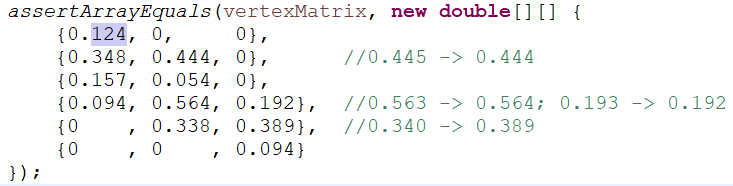 assertArrayEquals(vertexMatrix, new double[][] {
    {0.124, 0,     0},
    {0.348, 0.444, 0},      //0.445 -> 0.444
    {0.157, 0.054, 0},
    {0.094, 0.564, 0.192},  //0.563 -> 0.564; 0.193 -> 0.192
    {0    , 0.338, 0.389},  //0.340 -> 0.389
    {0    , 0    , 0.094}
});